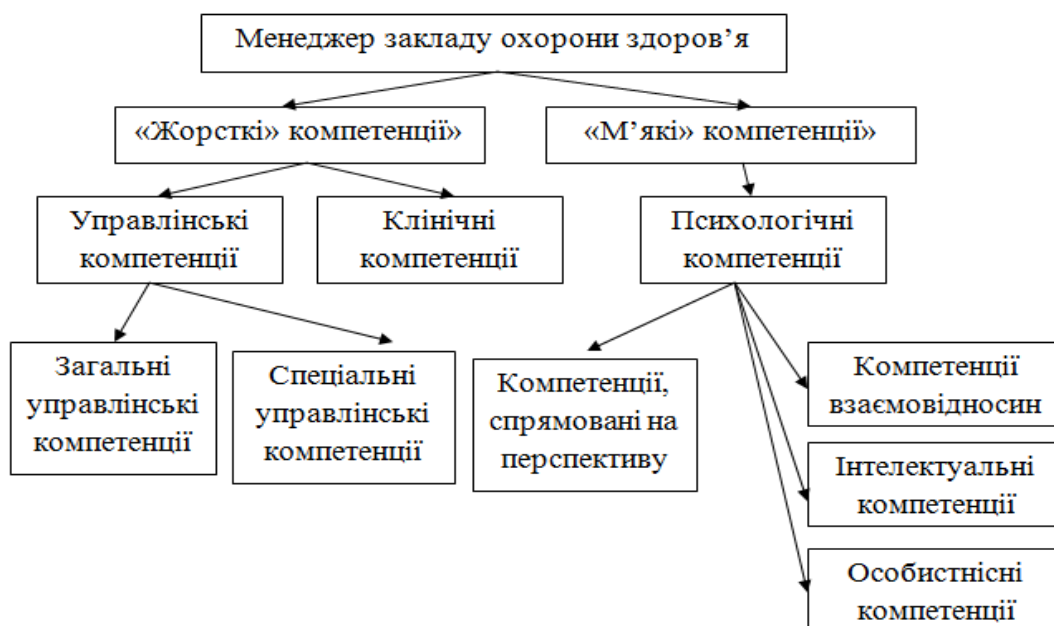 Менеджер закладу охорони здоров’я
«Жорсткі» компетенції»
«М’які» компетенції»
Управлінські
компетенції
Клінічні
компетенції
Психологічні
компетенції
Загальні
управлінські
компетенції
Спеціальні
управлінські
компетенції
Компетенції,
спрямовані на
перспективу
Компетенції
взаємовідносин
Інтелектуальні
компетенції
Особистнісні
компетенції